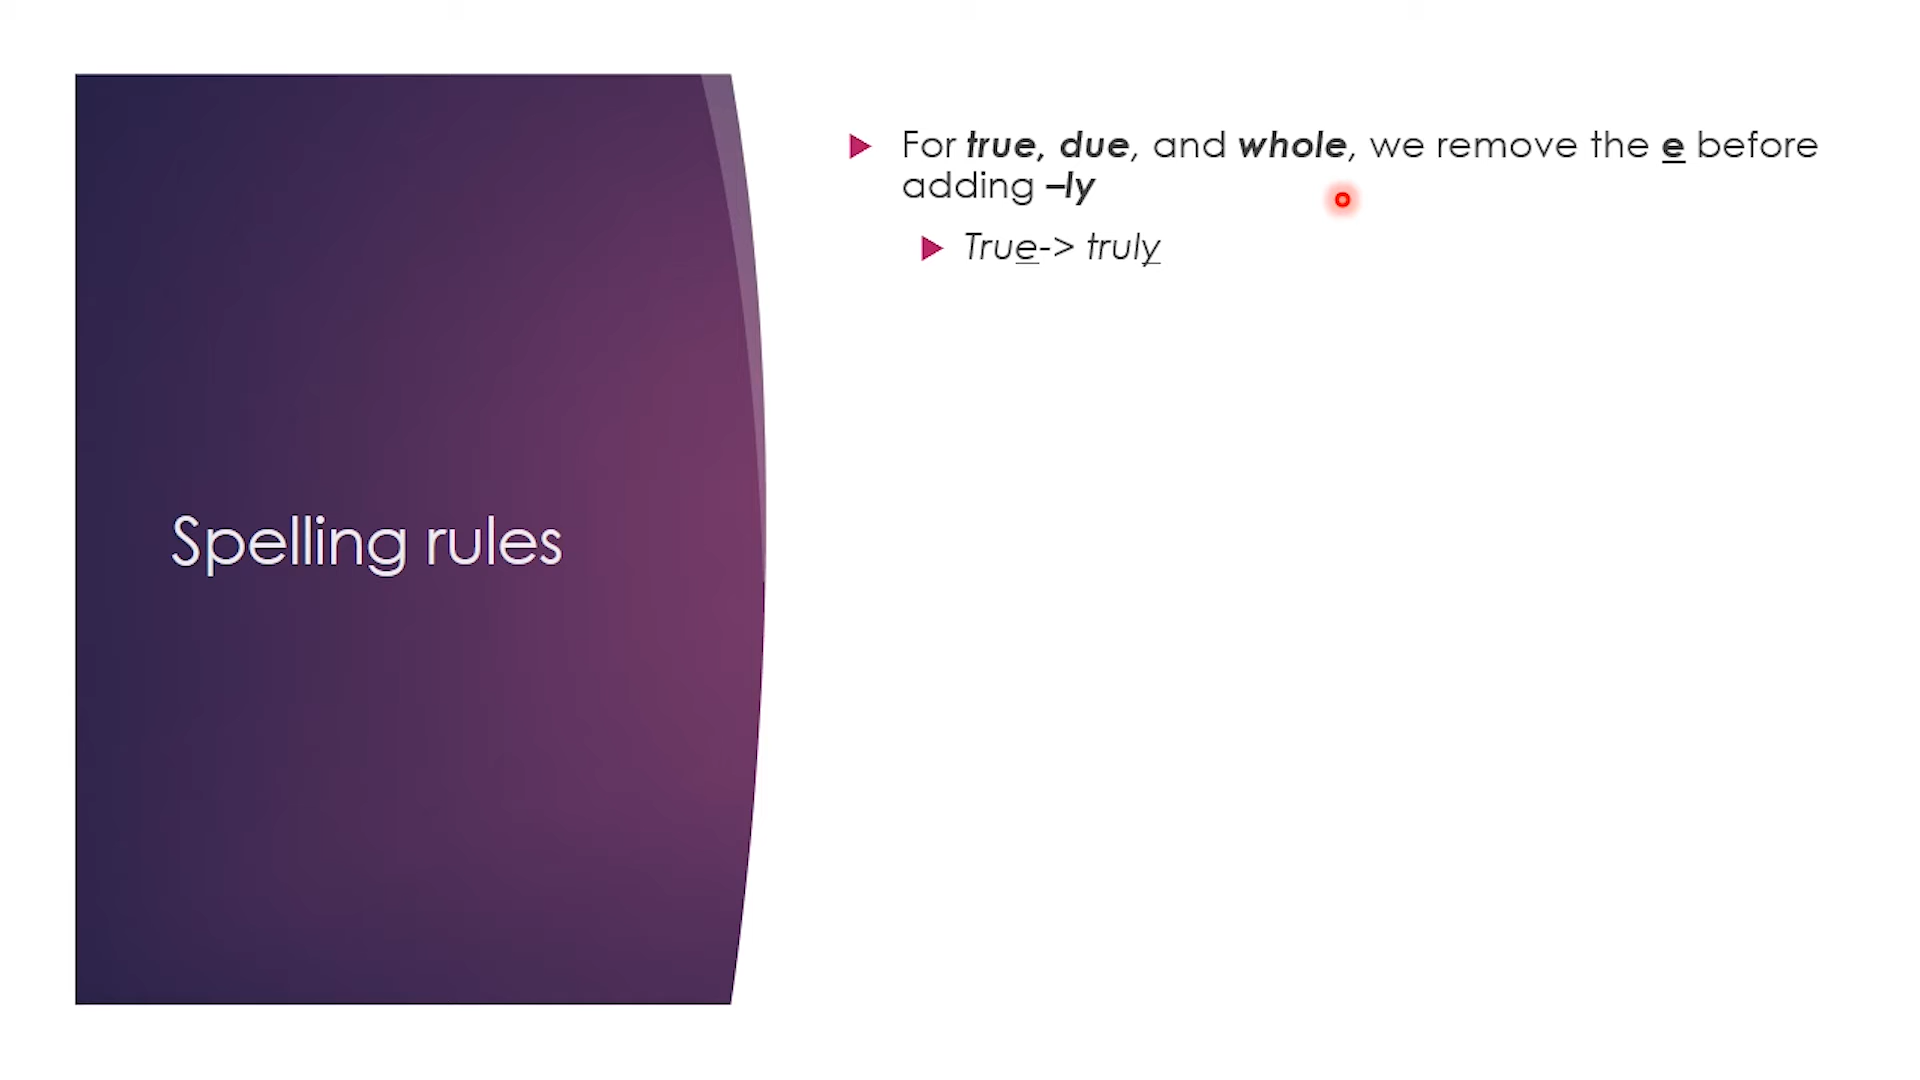 Spelling rules
For true, due, and whole, we remove the e before
adding –ly
True-> truly